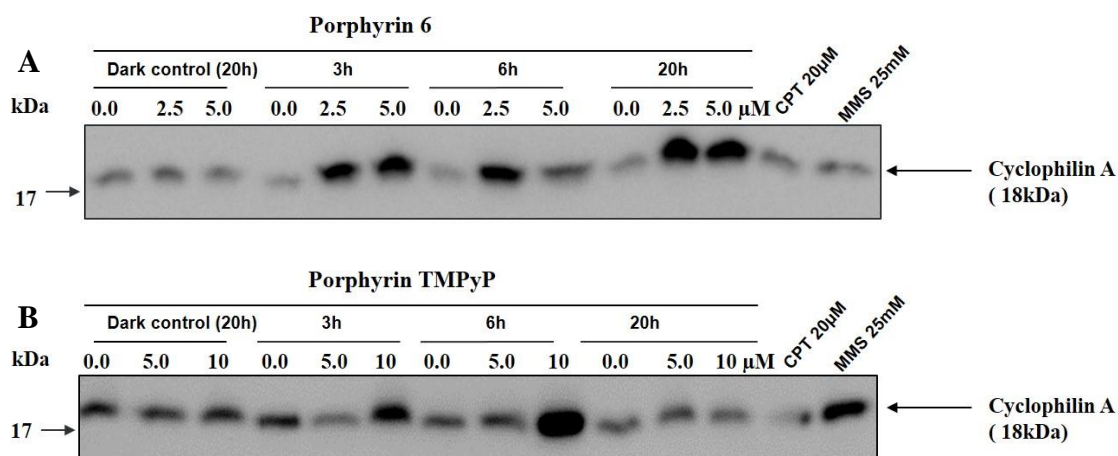 Porphyrin 6
A
Dark control (20h) 3h 6h 20h CPT 20µM MMS 25mM
kDa 0.0 2.5 5.0 0.0 2.5 5.0 0.0 2.5 5.0 0.0 2.5 5.0 µM
17
Cyclophilin A
( 18kDa)
Porphyrin TMPyP
B
Dark control (20h) 3h 6h 20h CPT 20µM MMS 25mM
kDa 0.0 5.0 10 0.0 5.0 10 0.0 5.0 10 0.0 5.0 10 µM
17
Cyclophilin A
( 18kDa)